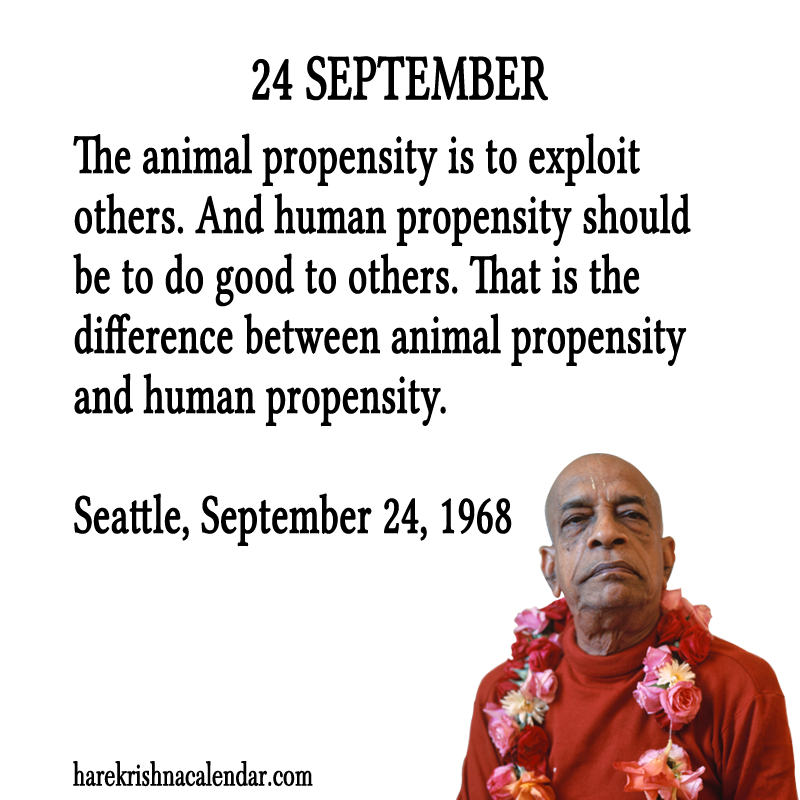 24 SEPTEMBER
The animal propensity is to exploit
others. And human propensity should
be to do good to others. That is the
difference between animal propensity
and human propensity.
Seattle, September 24, 1968
harekrishnacalendar.com